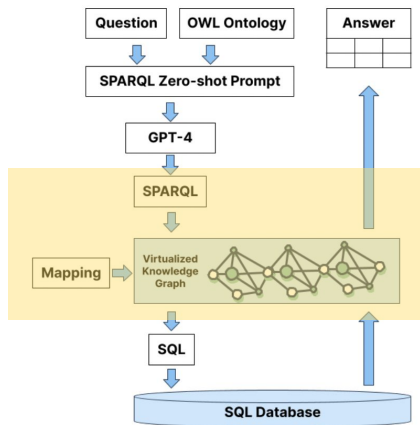 Question
OWL Ontology
Answer
SPARQL Zero-shot Prompt
GPT-4
SPARQL
Mapping
Virtualized
Knowledge
Graph
SQL
SQL Database